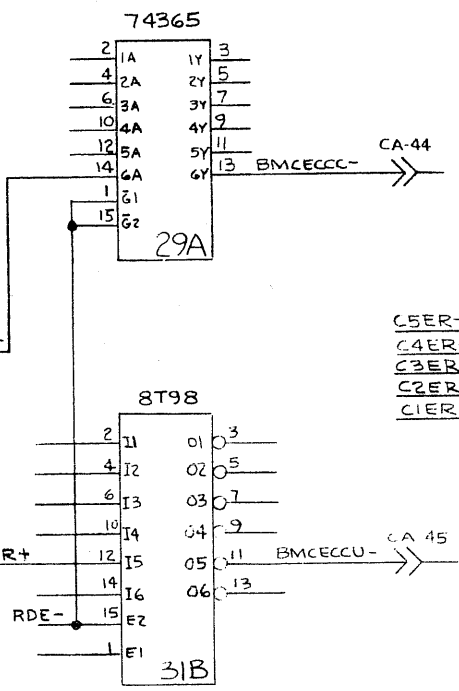 74365
2 1A 1Y 3
4 2A 2Y 5
6 3A 3Y 7
10 4A 4Y 9
12 5A 5Y 11
14 6A 6Y 13 BMCECCC- CA-44
1 G̅1
15 G̅2
29A
C5ER-
C4ER
C3ER
C2ER
C1ER
8T98
2 I1 O1 3
4 I2 O2 5
6 I3 O3 7
10 I4 O4 9
R+ 12 I5 O5 11 BMCECCU- CA 45
14 I6 O6 13
RDE- 15 E2
1 E1
31B